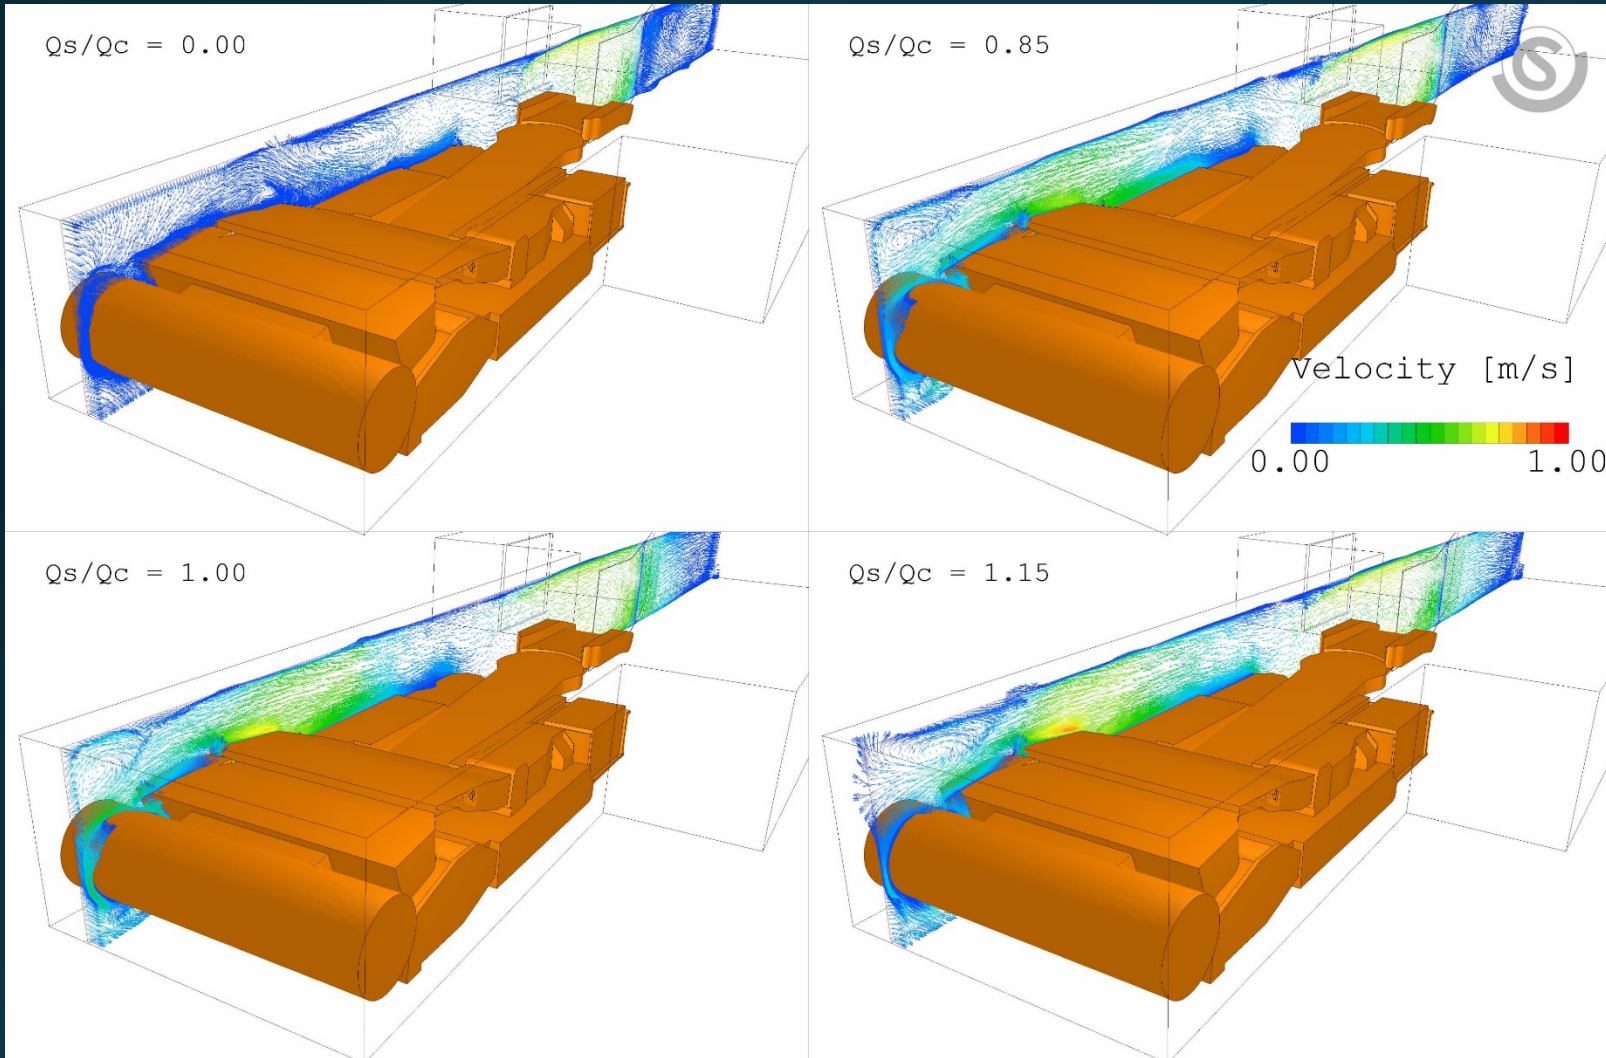 Qs/Qc = 0.00
Qs/Qc = 0.85
Velocity [m/s]
0.00 1.00
Qs/Qc = 1.00
Qs/Qc = 1.15